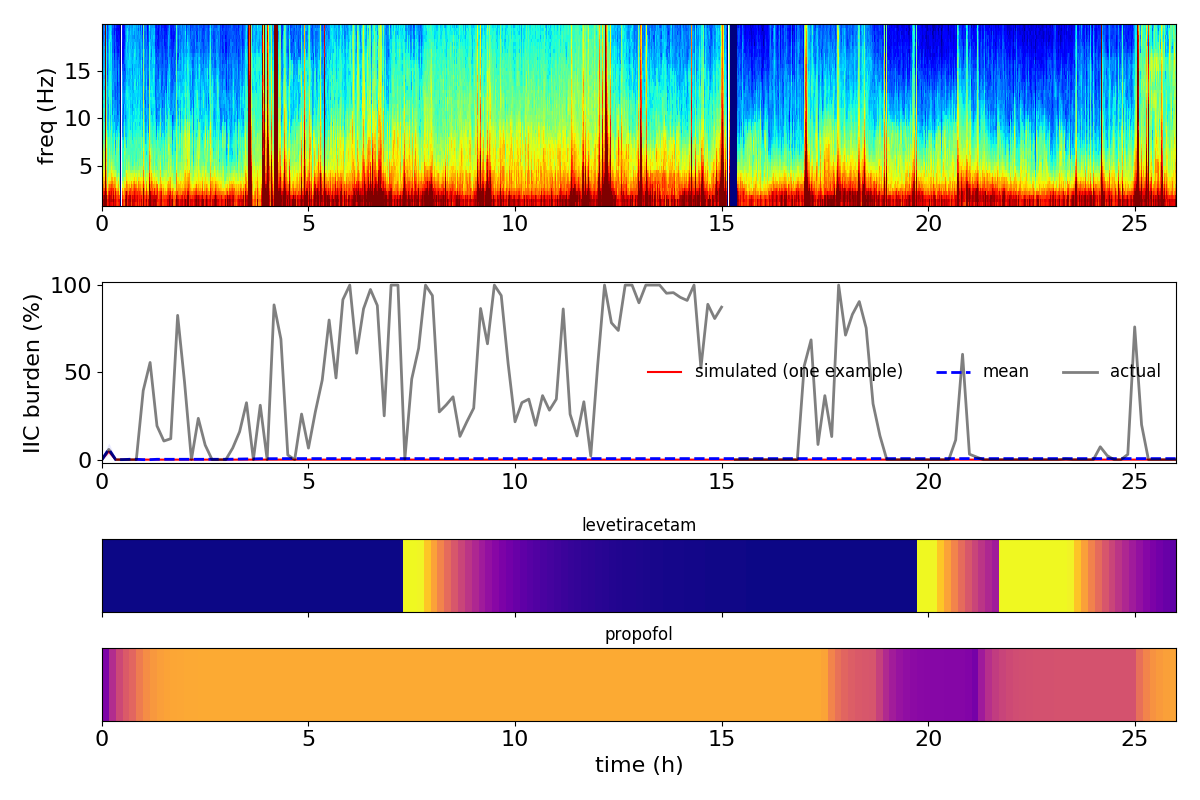 freq (Hz)
15
10
5
0 5 10 15 20 25
IIC burden (%)
100
50
0
simulated (one example) mean actual
0 5 10 15 20 25
levetiracetam
propofol
0 5 10 15 20 25
time (h)